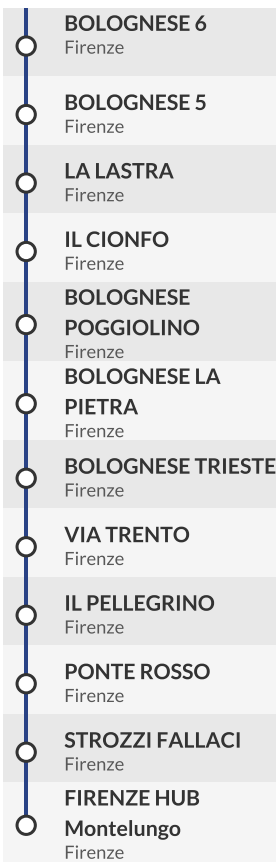 BOLOGNESE 6
Firenze
BOLOGNESE 5
Firenze
LA LASTRA
Firenze
IL CIONFO
Firenze
BOLOGNESE
POGGIOLINO
Firenze
BOLOGNESE LA
PIETRA
Firenze
BOLOGNESE TRIESTE
Firenze
VIA TRENTO
Firenze
IL PELLEGRINO
Firenze
PONTE ROSSO
Firenze
STROZZI FALLACI
Firenze
FIRENZE HUB
Montelungo
Firenze